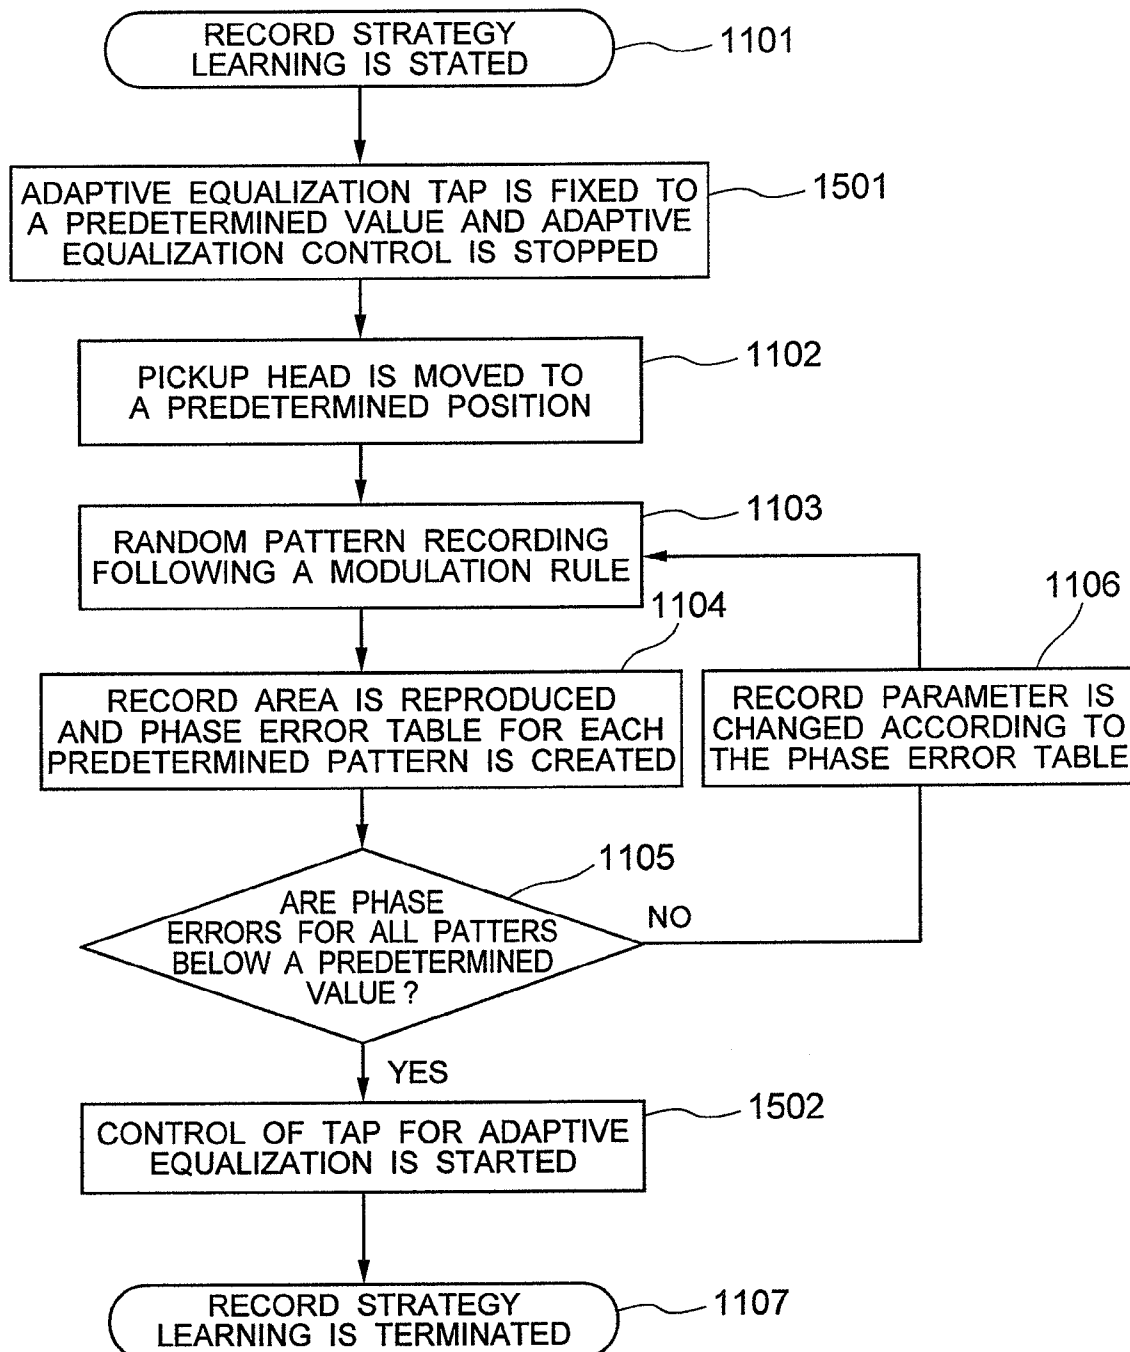 RECORD STRATEGY
LEARNING IS STATED
1101
ADAPTIVE EQUALIZATION TAP IS FIXED TO
A PREDETERMINED VALUE AND ADAPTIVE
EQUALIZATION CONTROL IS STOPPED
1501
PICKUP HEAD IS MOVED TO
A PREDETERMINED POSITION
1102
RANDOM PATTERN RECORDING
FOLLOWING A MODULATION RULE
1103
RECORD AREA IS REPRODUCED
AND PHASE ERROR TABLE FOR EACH
PREDETERMINED PATTERN IS CREATED
1104
RECORD PARAMETER IS
CHANGED ACCORDING TO
THE PHASE ERROR TABLE
1106
ARE PHASE
ERRORS FOR ALL PATTERS
BELOW A PREDETERMINED
VALUE?
1105
NO
YES
CONTROL OF TAP FOR ADAPTIVE
EQUALIZATION IS STARTED
1502
RECORD STRATEGY
LEARNING IS TERMINATED
1107